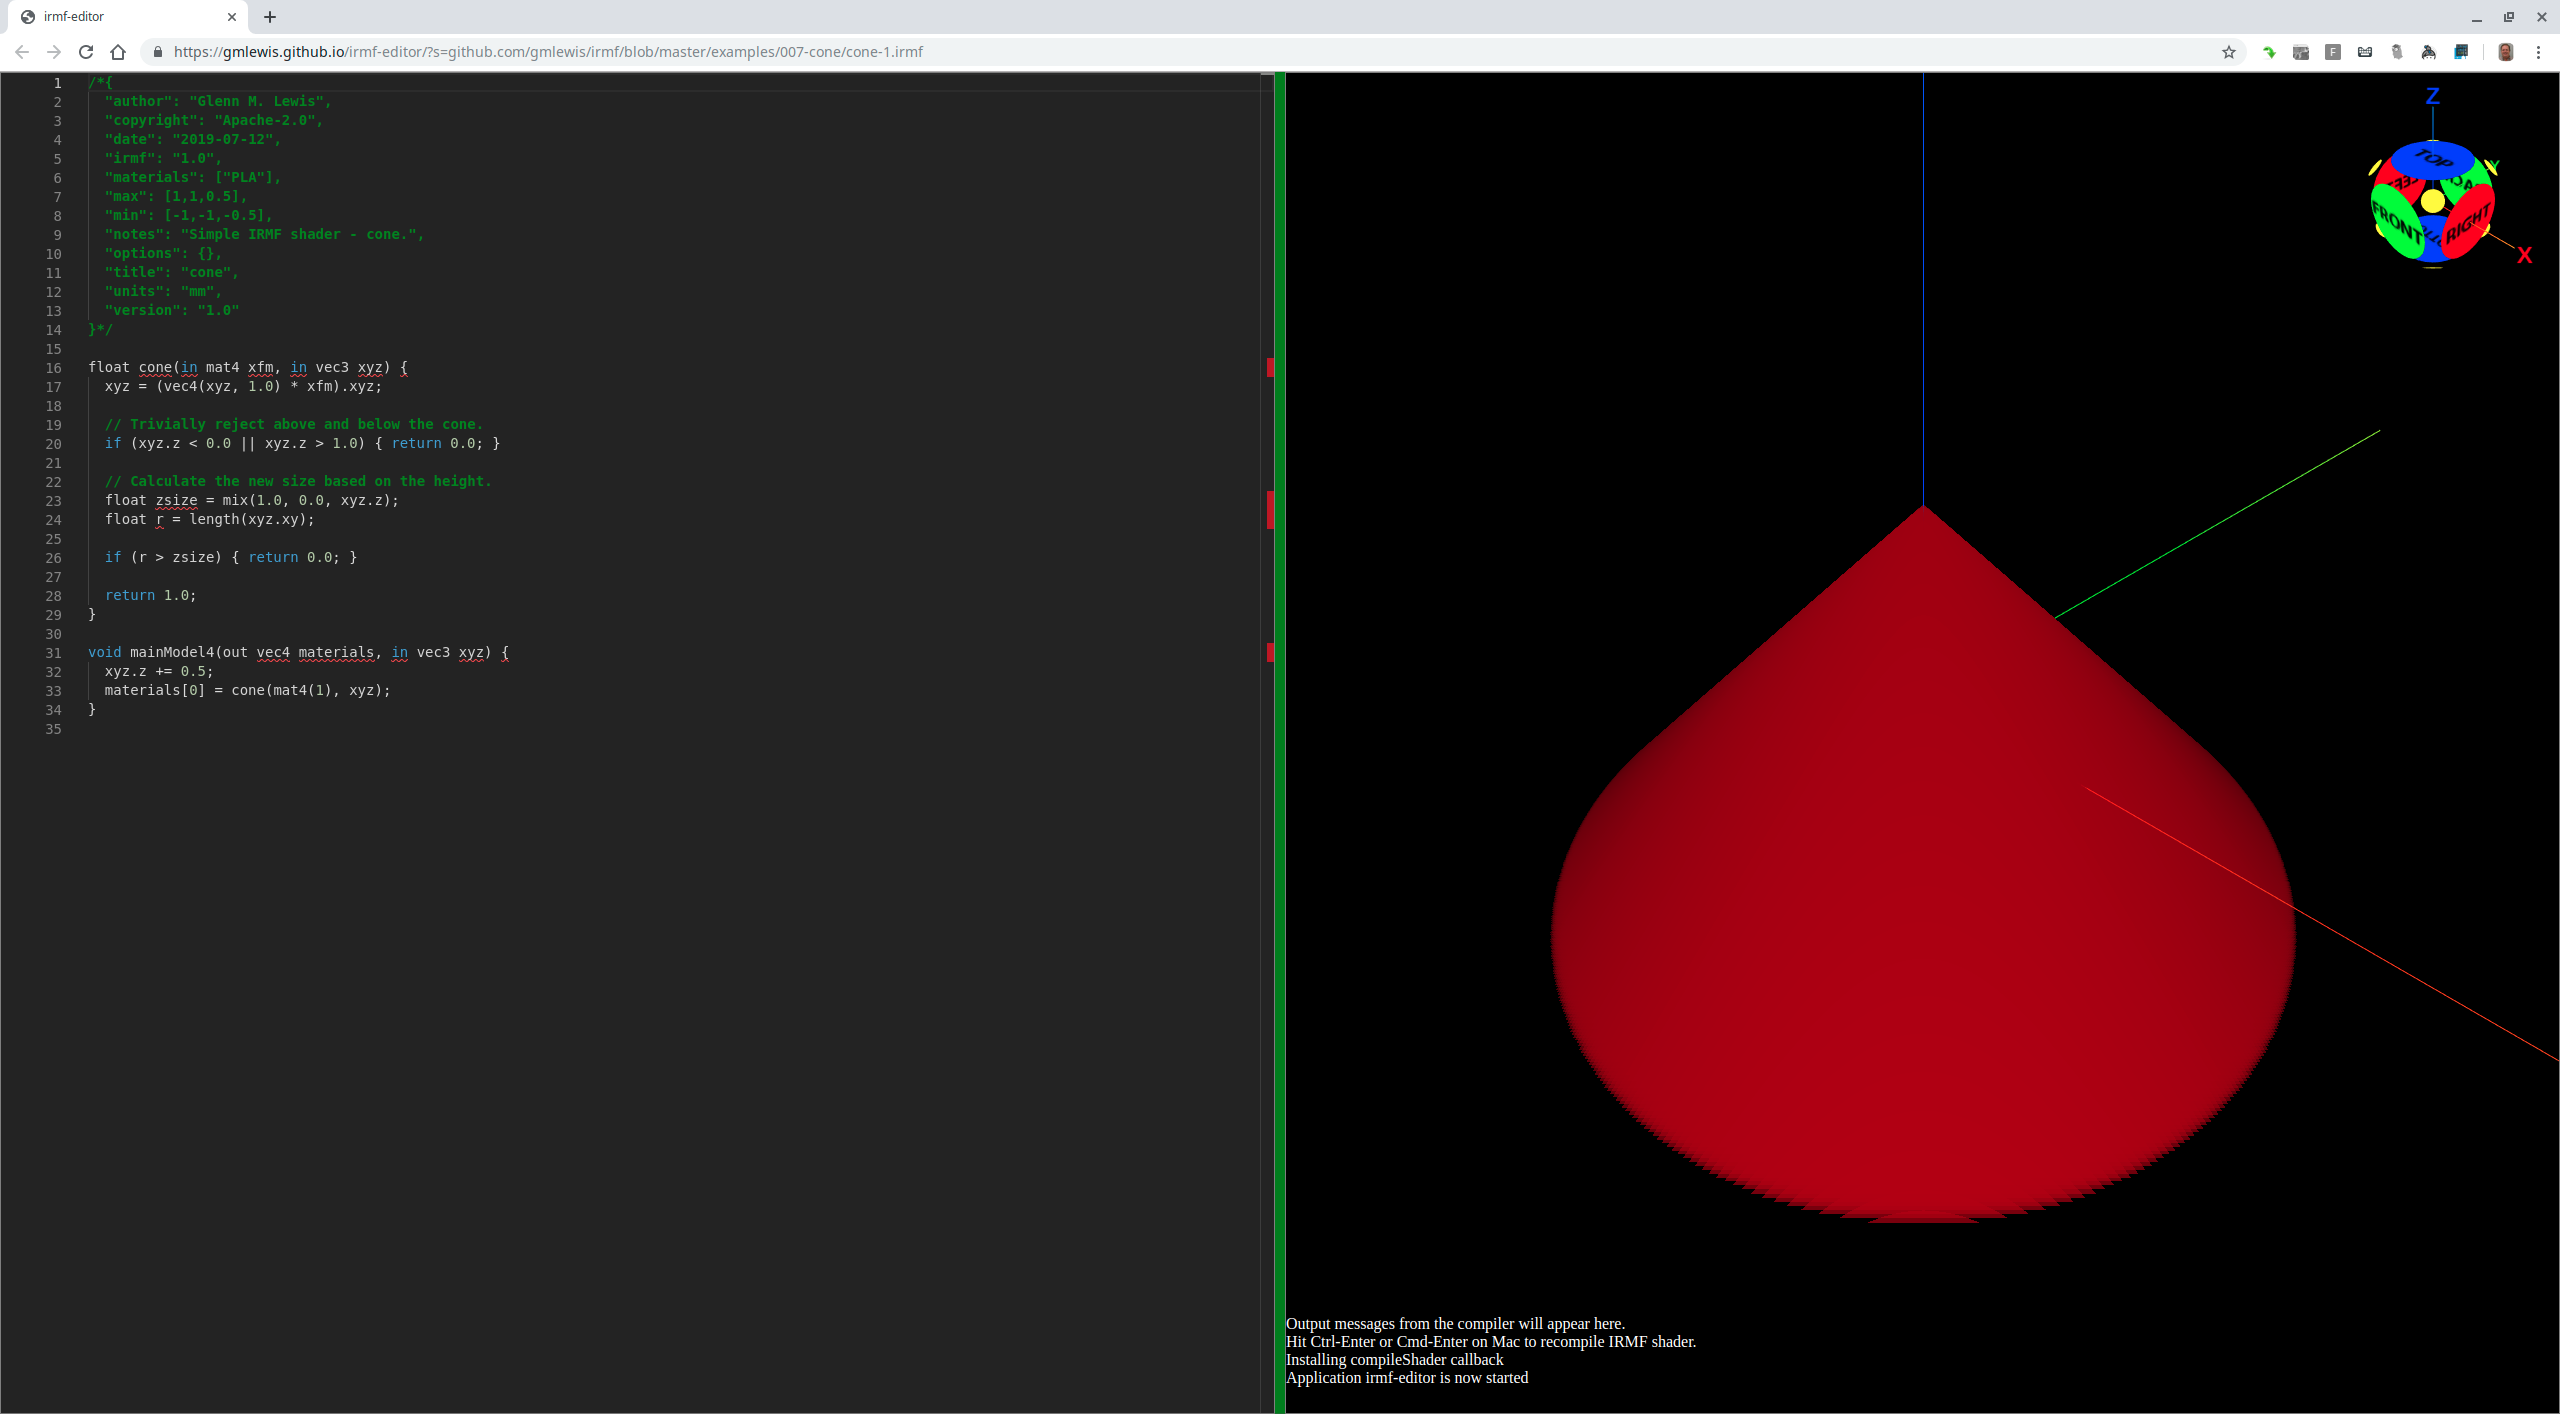 irmf-editor
https://gmlewis.github.io/irmf-editor/?s=github.com/gmlewis/irmf/blob/master/examples/007-cone/cone-1.irmf
F
1 /*{
2   "author": "Glenn M. Lewis",
3   "copyright": "Apache-2.0",
4   "date": "2019-07-12",
5   "irmf": "1.0",
6   "materials": ["PLA"],
7   "max": [1,1,0.5],
8   "min": [-1,-1,-0.5],
9   "notes": "Simple IRMF shader - cone.",
10   "options": {},
11   "title": "cone",
12   "units": "mm",
13   "version": "1.0"
14 }*/
15
16 float cone(in mat4 xfm, in vec3 xyz) {
17   xyz = (vec4(xyz, 1.0) * xfm).xyz;
18
19   // Trivially reject above and below the cone.
20   if (xyz.z < 0.0 || xyz.z > 1.0) { return 0.0; }
21
22   // Calculate the new size based on the height.
23   float zsize = mix(1.0, 0.0, xyz.z);
24   float r = length(xyz.xy);
25
26   if (r > zsize) { return 0.0; }
27
28   return 1.0;
29 }
30
31 void mainModel4(out vec4 materials, in vec3 xyz) {
32   xyz.z += 0.5;
33   materials[0] = cone(mat4(1), xyz);
34 }
35
Z
TOP
Y
FRONT
RIGHT
X
Output messages from the compiler will appear here.
Hit Ctrl-Enter or Cmd-Enter on Mac to recompile IRMF shader.
Installing compileShader callback
Application irmf-editor is now started